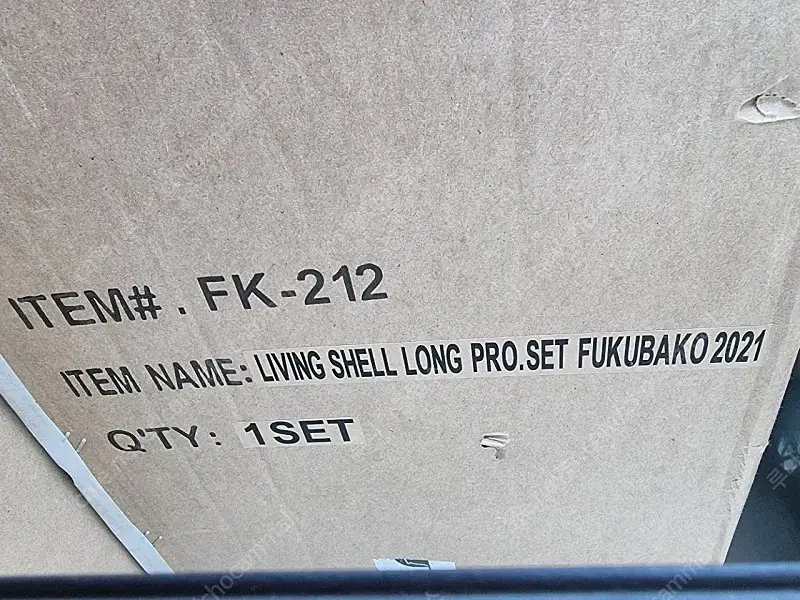 ITEM# . FK-212
ITEM NAME: LIVING SHELL LONG PRO.SET FUKUBAKO 2021
Q'TY: 1SET